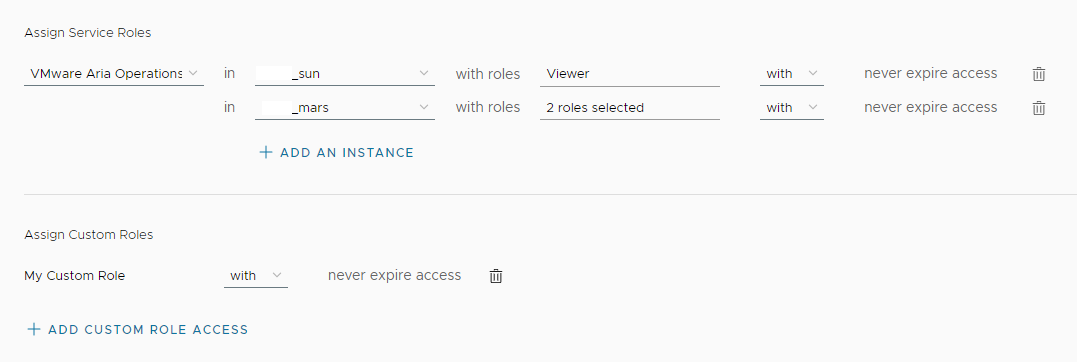 Assign Service Roles
VMware Aria Operations in _sun with roles Viewer with never expire access
in _mars with roles 2 roles selected with never expire access
ADD AN INSTANCE
Assign Custom Roles
My Custom Role with never expire access
ADD CUSTOM ROLE ACCESS